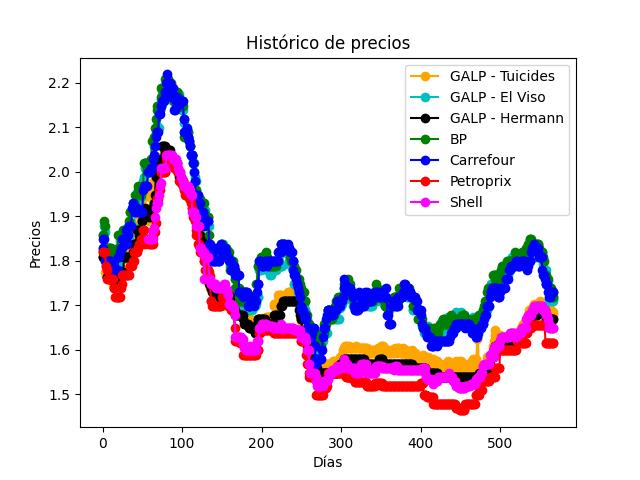 Histórico de precios
Precios
2.2
2.1
2.0
1.9
1.8
1.7
1.6
1.5
GALP - Tuicides
GALP - El Viso
GALP - Hermann
BP
Carrefour
Petroprix
Shell
0 100 200 300 400 500
Días